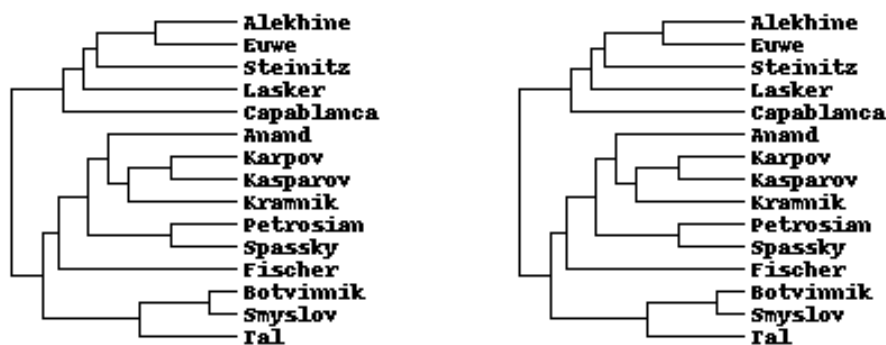 Alekhine
Euwe
Steinitz
Lasker
Capablanca
Anand
Karpov
Kasparov
Kramnik
Petrosian
Spassky
Fischer
Botvinnik
Smyslov
Tal
Alekhine
Euwe
Steinitz
Lasker
Capablanca
Anand
Karpov
Kasparov
Kramnik
Petrosian
Spassky
Fischer
Botvinnik
Smyslov
Tal